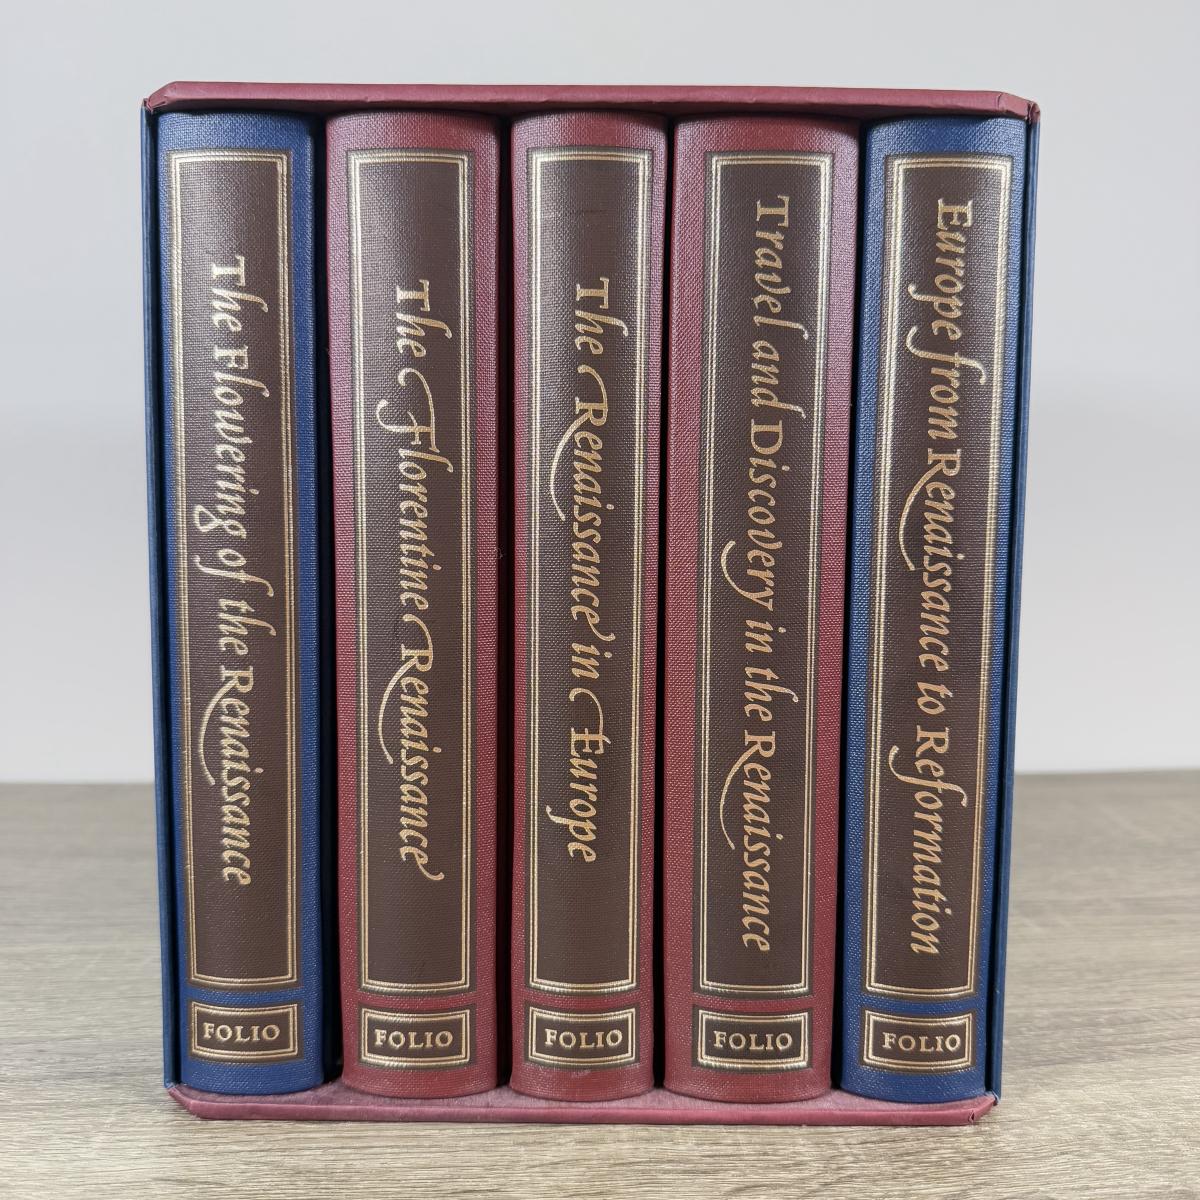 The Flowering of the Renaissance
FOLIO
The Florentine Renaissance
FOLIO
The Renaissance in Europe
FOLIO
Travel and Discovery in the Renaissance
FOLIO
Europe from Renaissance to Reformation
FOLIO